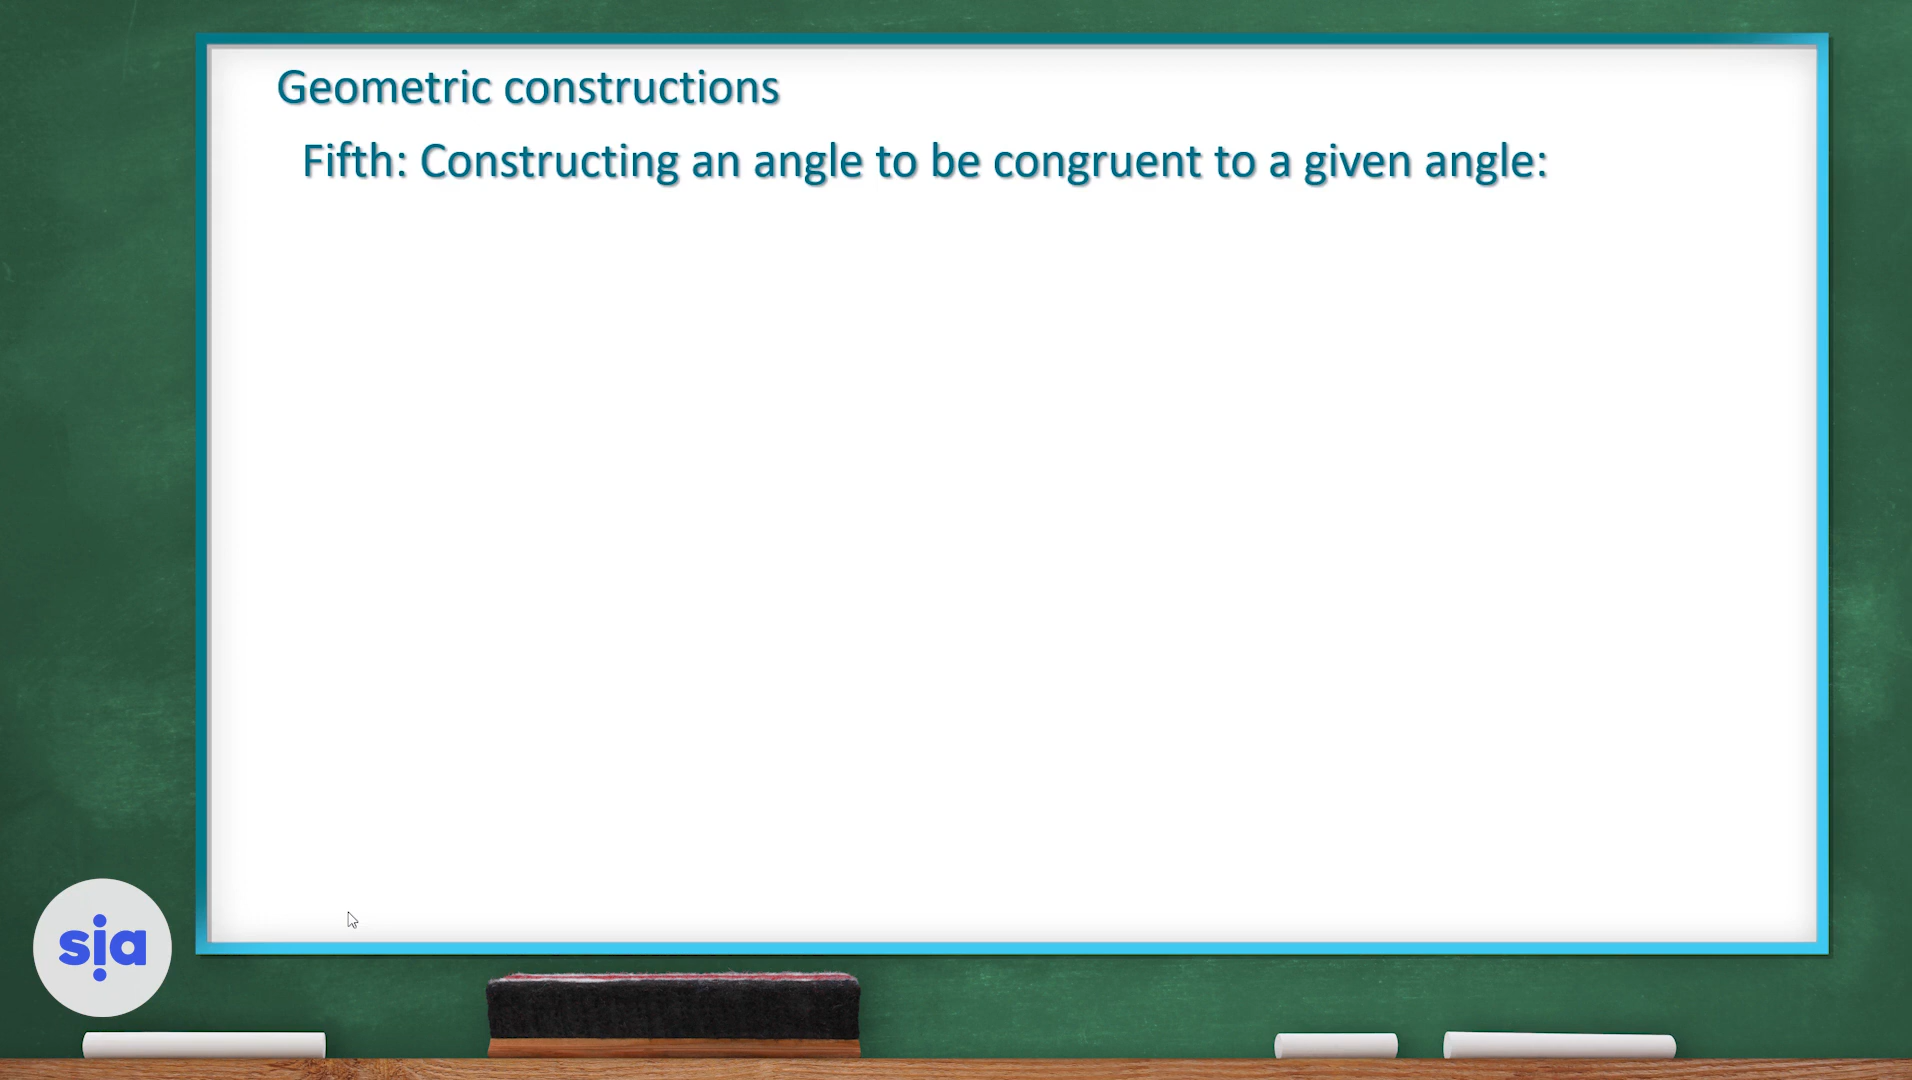 Geometric constructions
Fifth: Constructing an angle to be congruent to a given angle:
sia